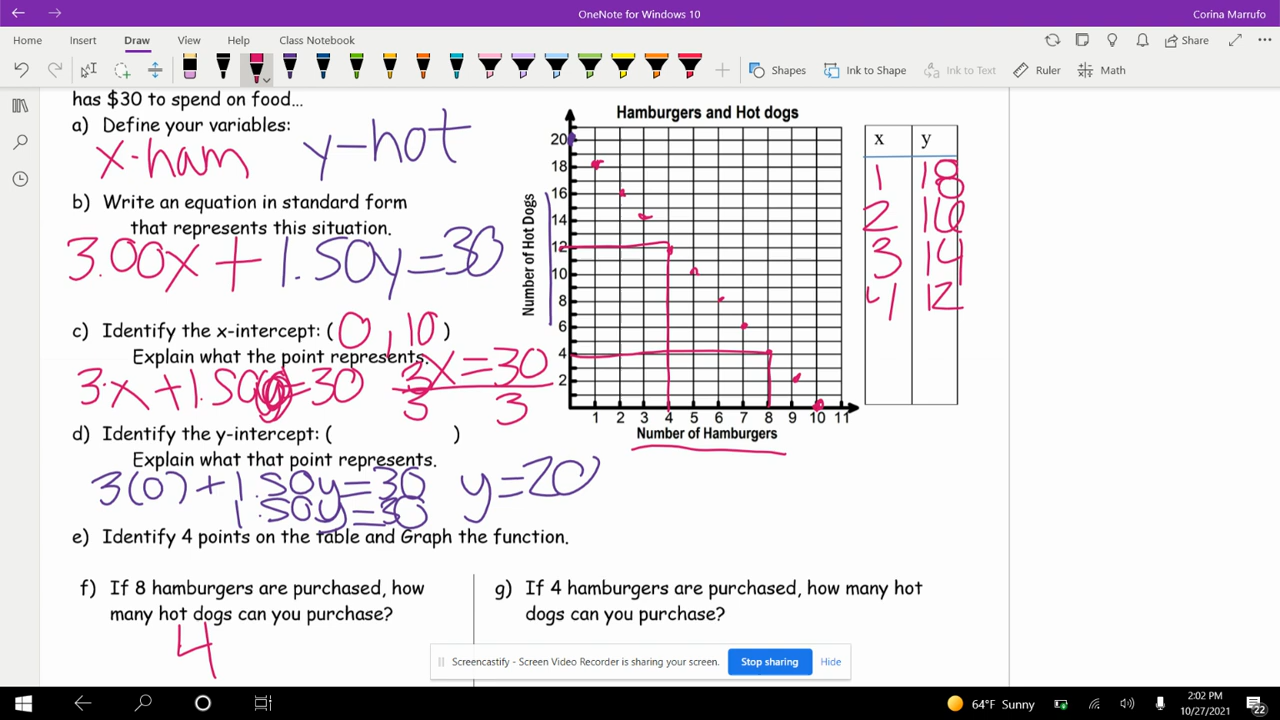 OneNote for Windows 10
Corina Marrufo
Home Insert Draw View Help Class Notebook
Share
Shapes Ink to Shape Ink to Text Ruler Math
has $30 to spend on food...
a) Define your variables:
x-ham y-hot
b) Write an equation in standard form
that represents this situation.
3.00x + 1.50y=30
c) Identify the x-intercept: ( 0, 10 )
Explain what the point represents.
3·x +1.50 =30 3x=30
3 3
d) Identify the y-intercept: ( )
Explain what that point represents.
3(0) + 1.50y=30 y=20
1.50y=30
e) Identify 4 points on the table and Graph the function.
f) If 8 hamburgers are purchased, how
many hot dogs can you purchase?
4
g) If 4 hamburgers are purchased, how many hot
dogs can you purchase?
Hamburgers and Hot dogs
Number of Hot Dogs
20
18
16
14
12
10
8
6
4
2
1 2 3 4 5 6 7 8 9 10 11
Number of Hamburgers
x y
1 18
2 16
3 14
4 12
Screencastify - Screen Video Recorder is sharing your screen.
Stop sharing
Hide
64°F Sunny
2:02 PM
10/27/2021
22